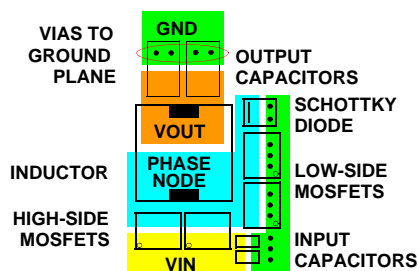 GND
VIAS TO
GROUND
PLANE
OUTPUT
CAPACITORS
SCHOTTKY
DIODE
VOUT
INDUCTOR
PHASE
NODE
LOW-SIDE
MOSFETS
HIGH-SIDE
MOSFETS
INPUT
CAPACITORS
VIN